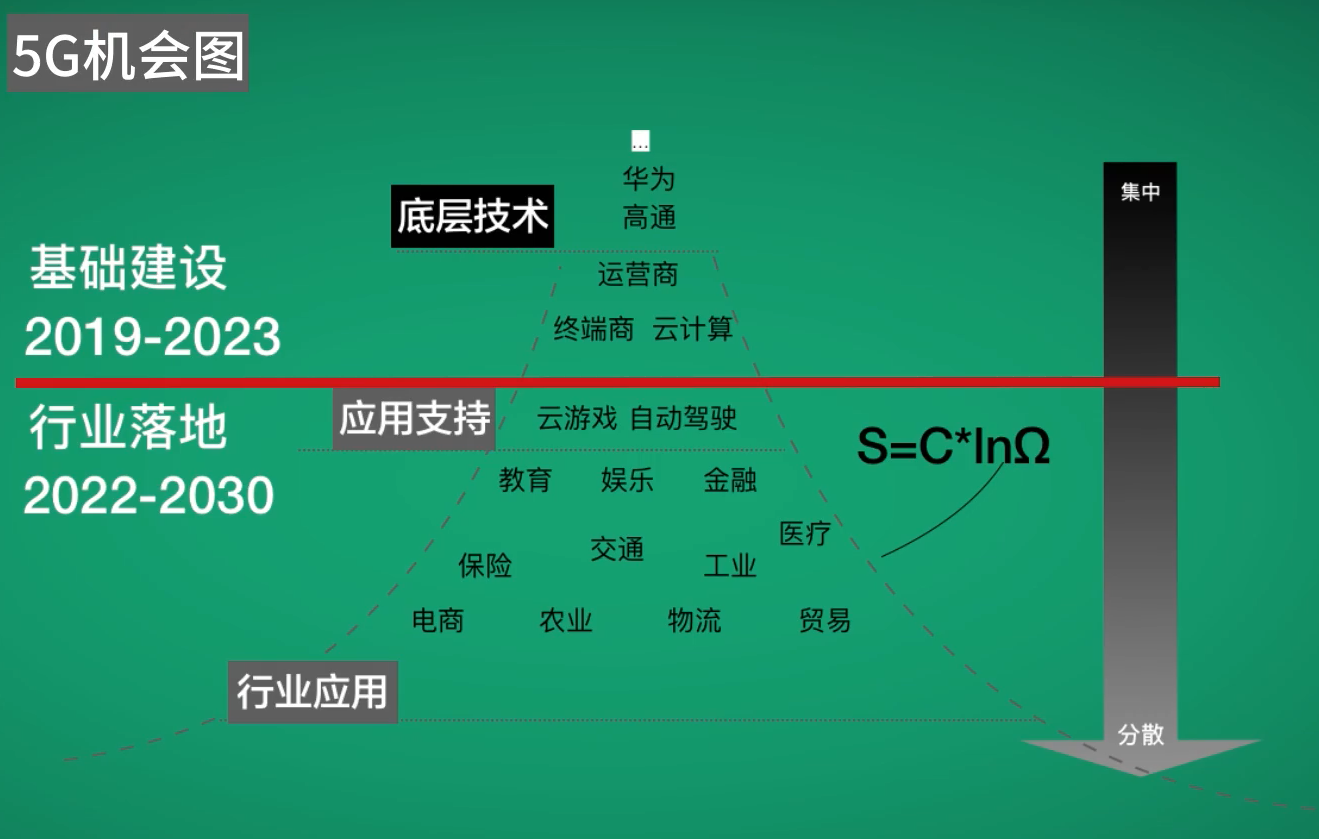 5G机会图
...
华为
高通
底层技术
集中
基础建设
2019-2023
运营商
终端商 云计算
行业落地
2022-2030
应用支持
云游戏 自动驾驶
S=C*lnΩ
教育 娱乐 金融
医疗
保险 交通 工业
电商 农业 物流 贸易
行业应用
分散